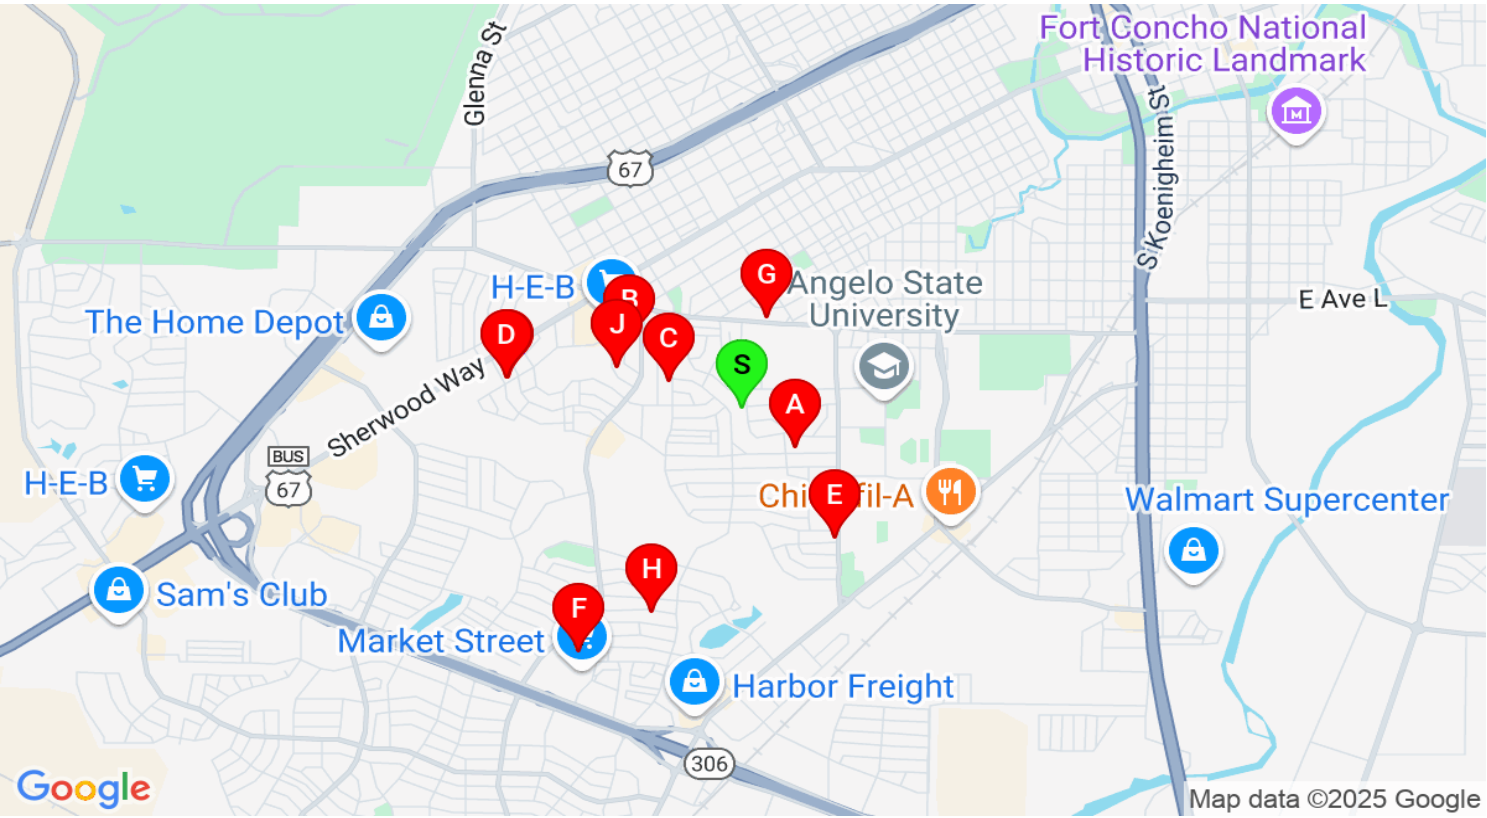 Fort Concho National
Historic Landmark
Glenna St
67
S Koenigheim St
G
H-E-B
B
Angelo State
University
E Ave L
The Home Depot
J
D
C
S
Sherwood Way
A
BUS
67
H-E-B
E
Walmart Supercenter
H
Sam's Club
F
Market Street
Harbor Freight
306
Google
Map data ©2025 Google